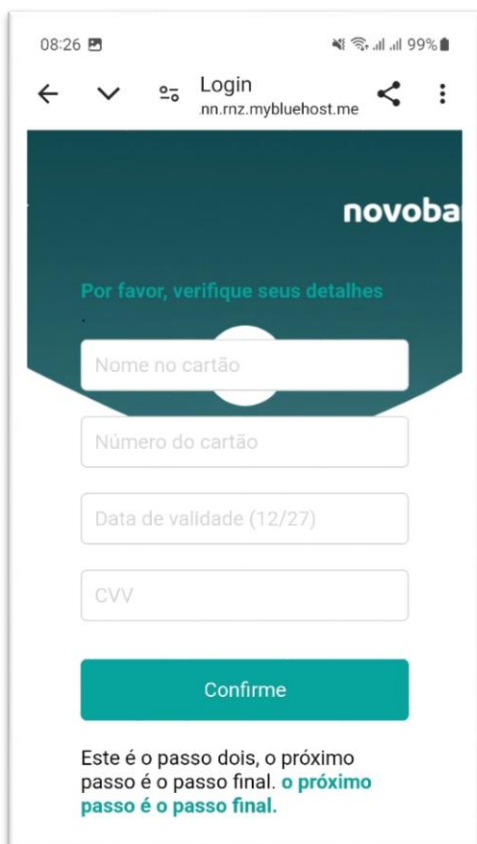 08:26 99%
Login
.nn.rnz.mybluehost.me
novoba
Por favor, verifique seus detalhes
Nome no cartão
Número do cartão
Data de validade (12/27)
CVV
Confirme
Este é o passo dois, o próximo
passo é o passo final. o próximo
passo é o passo final.